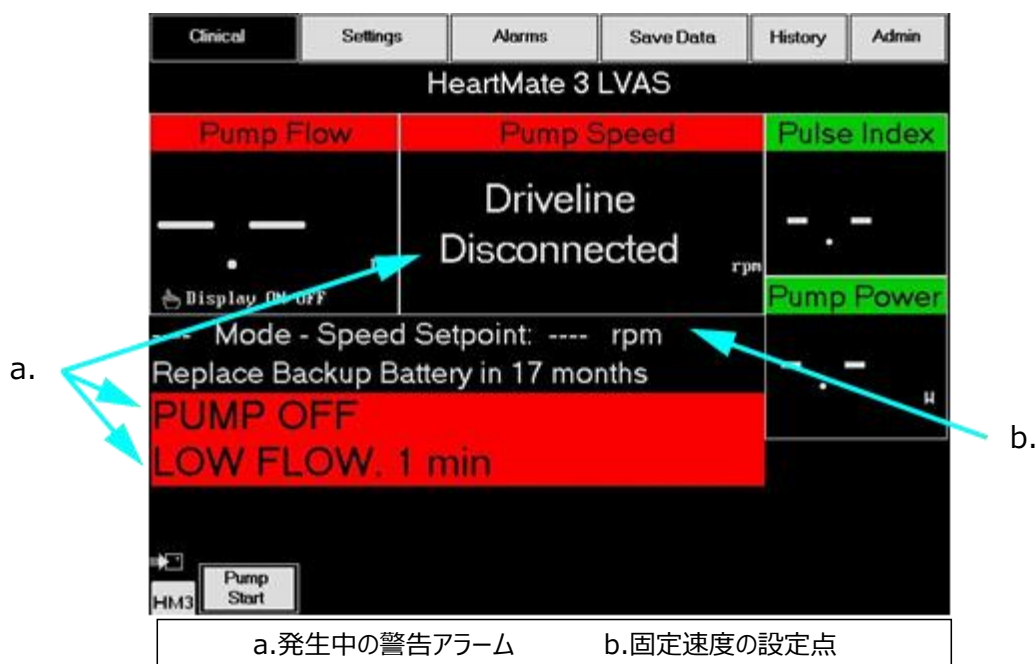 Clinical Settings Alarms Save Data History Admin
HeartMate 3 LVAS
Pump Flow Pump Speed Pulse Index
Driveline
Disconnected
-- -- . -.-
rpm
Display ON OFF
Pump Power
---- Mode - Speed Setpoint: ---- rpm
-.-
W
Replace Backup Battery in 17 months
PUMP OFF
LOW FLOW. 1 min
a.
b.
HM3
Pump
Start
a.発生中の警告アラーム b.固定速度の設定点